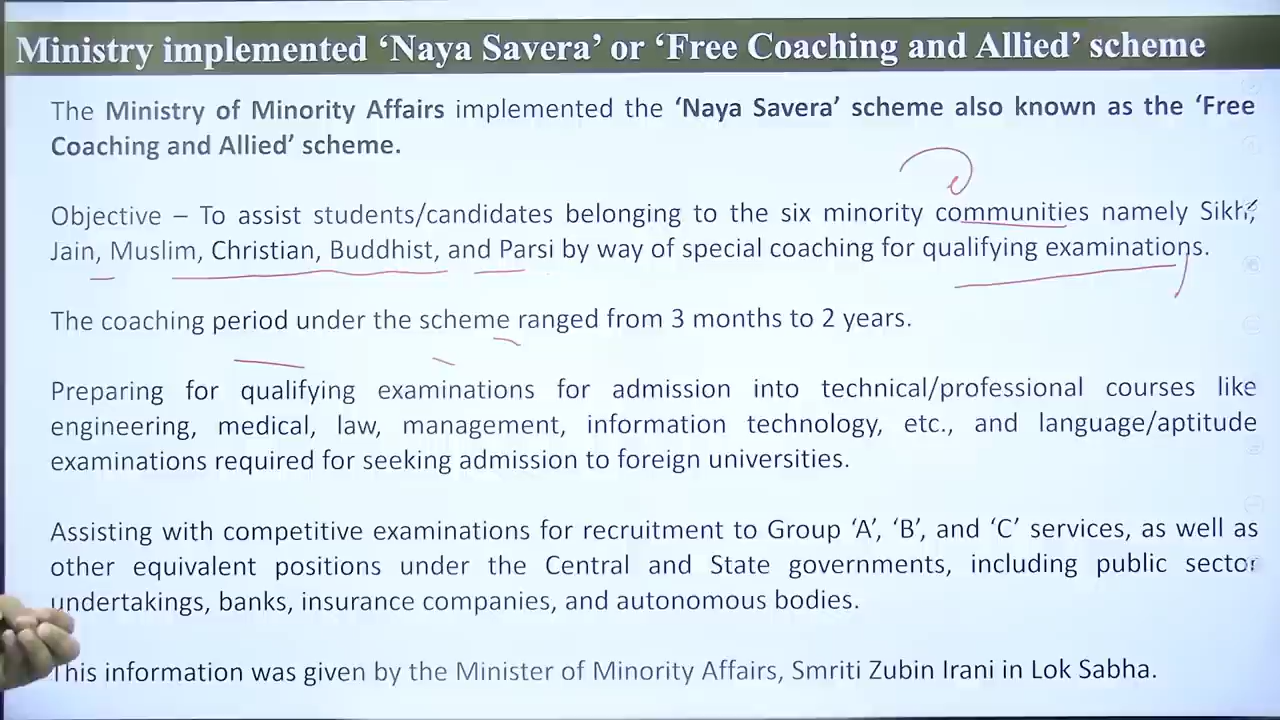 Ministry implemented ‘Naya Savera’ or ‘Free Coaching and Allied’ scheme
The Ministry of Minority Affairs implemented the ‘Naya Savera’ scheme also known as the ‘Free
Coaching and Allied’ scheme.
Objective – To assist students/candidates belonging to the six minority communities namely Sikh,
Jain, Muslim, Christian, Buddhist, and Parsi by way of special coaching for qualifying examinations.
The coaching period under the scheme ranged from 3 months to 2 years.
Preparing for qualifying examinations for admission into technical/professional courses like
engineering, medical, law, management, information technology, etc., and language/aptitude
examinations required for seeking admission to foreign universities.
Assisting with competitive examinations for recruitment to Group ‘A’, ‘B’, and ‘C’ services, as well as
other equivalent positions under the Central and State governments, including public sector
undertakings, banks, insurance companies, and autonomous bodies.
This information was given by the Minister of Minority Affairs, Smriti Zubin Irani in Lok Sabha.